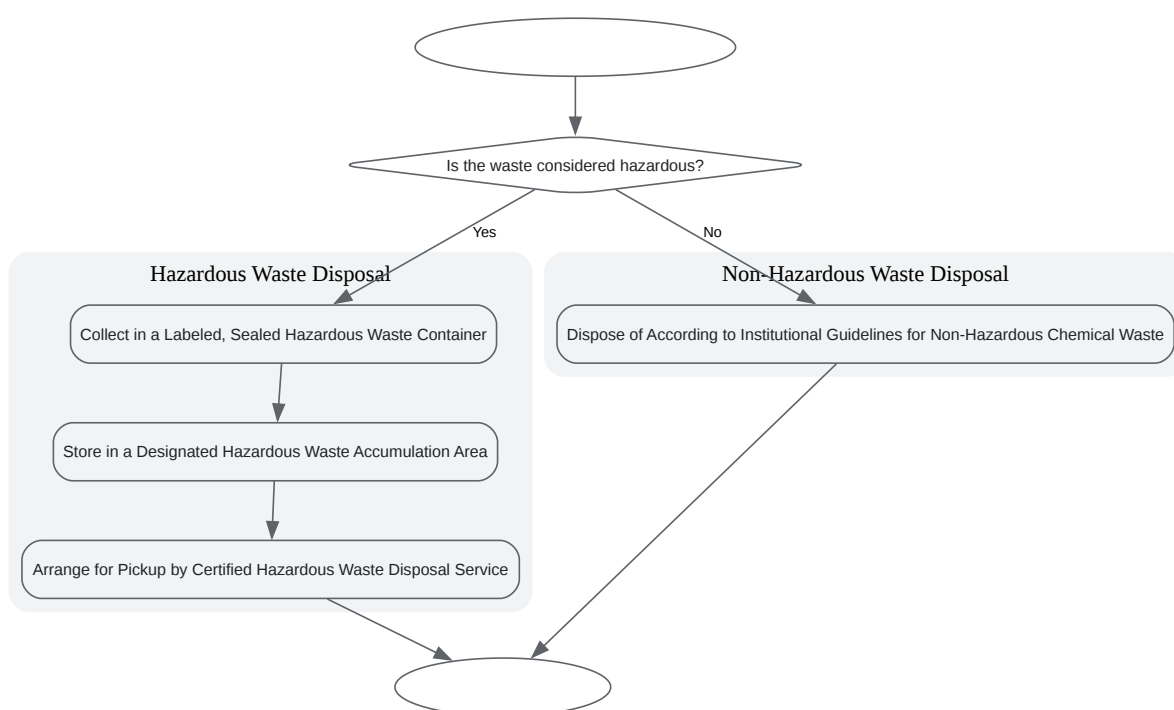 Is the waste considered hazardous?
Yes
No
Hazardous Waste Disposal
Non-Hazardous Waste Disposal
Collect in a Labeled, Sealed Hazardous Waste Container
Dispose of According to Institutional Guidelines for Non-Hazardous Chemical Waste
Store in a Designated Hazardous Waste Accumulation Area
Arrange for Pickup by Certified Hazardous Waste Disposal Service